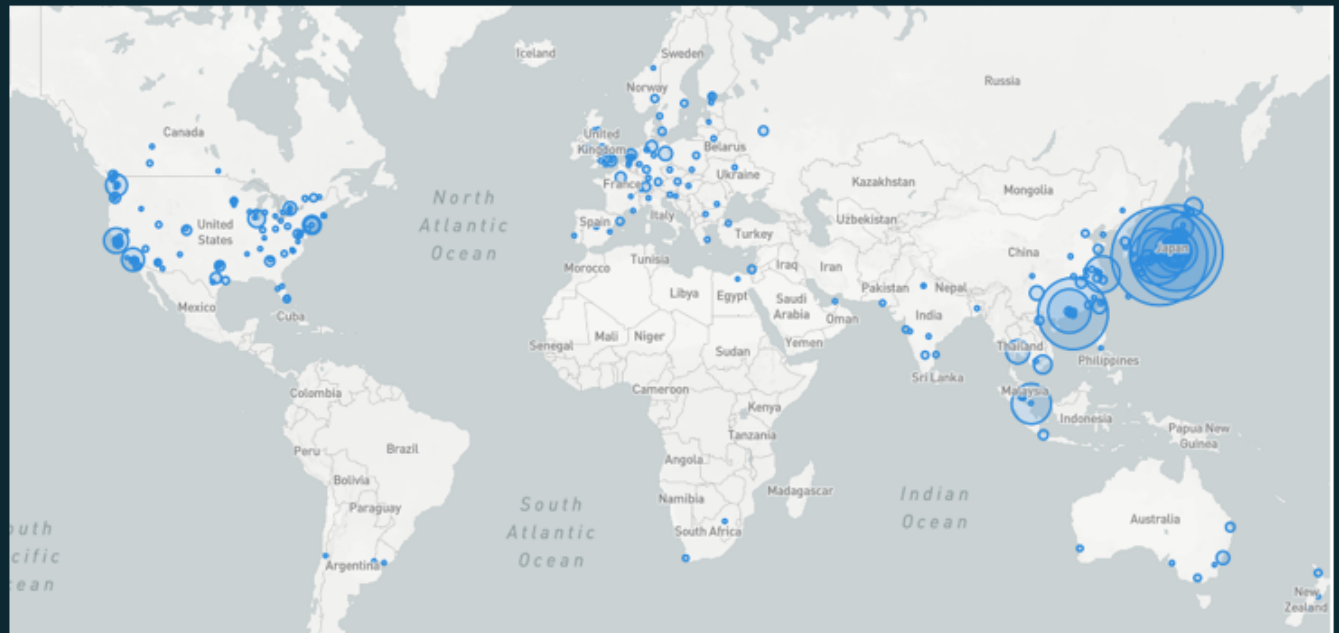 Iceland
Sweden
Russia
Norway
Canada
United
Kingdom
Belarus
Ukraine
France
Kazakhstan
Mongolia
North
Atlantic
Ocean
United
States
Spain
Italy
Uzbekistan
Turkey
China
Japan
Morocco
Tunisia
Iraq
Iran
Pakistan
Nepal
Mexico
Cuba
Libya
Egypt
Saudi
Arabia
Oman
India
Senegal
Mali
Niger
Sudan
Yemen
Thailand
Philippines
Sri Lanka
Colombia
Cameroon
Malaysia
Kenya
Indonesia
Papua New
Guinea
Peru
Brazil
Tanzania
Angola
Bolivia
Madagascar
Namibia
Paraguay
South
Atlantic
Ocean
Indian
Ocean
South Africa
Australia
Argentina
outh
cific
ean
New
Zealand